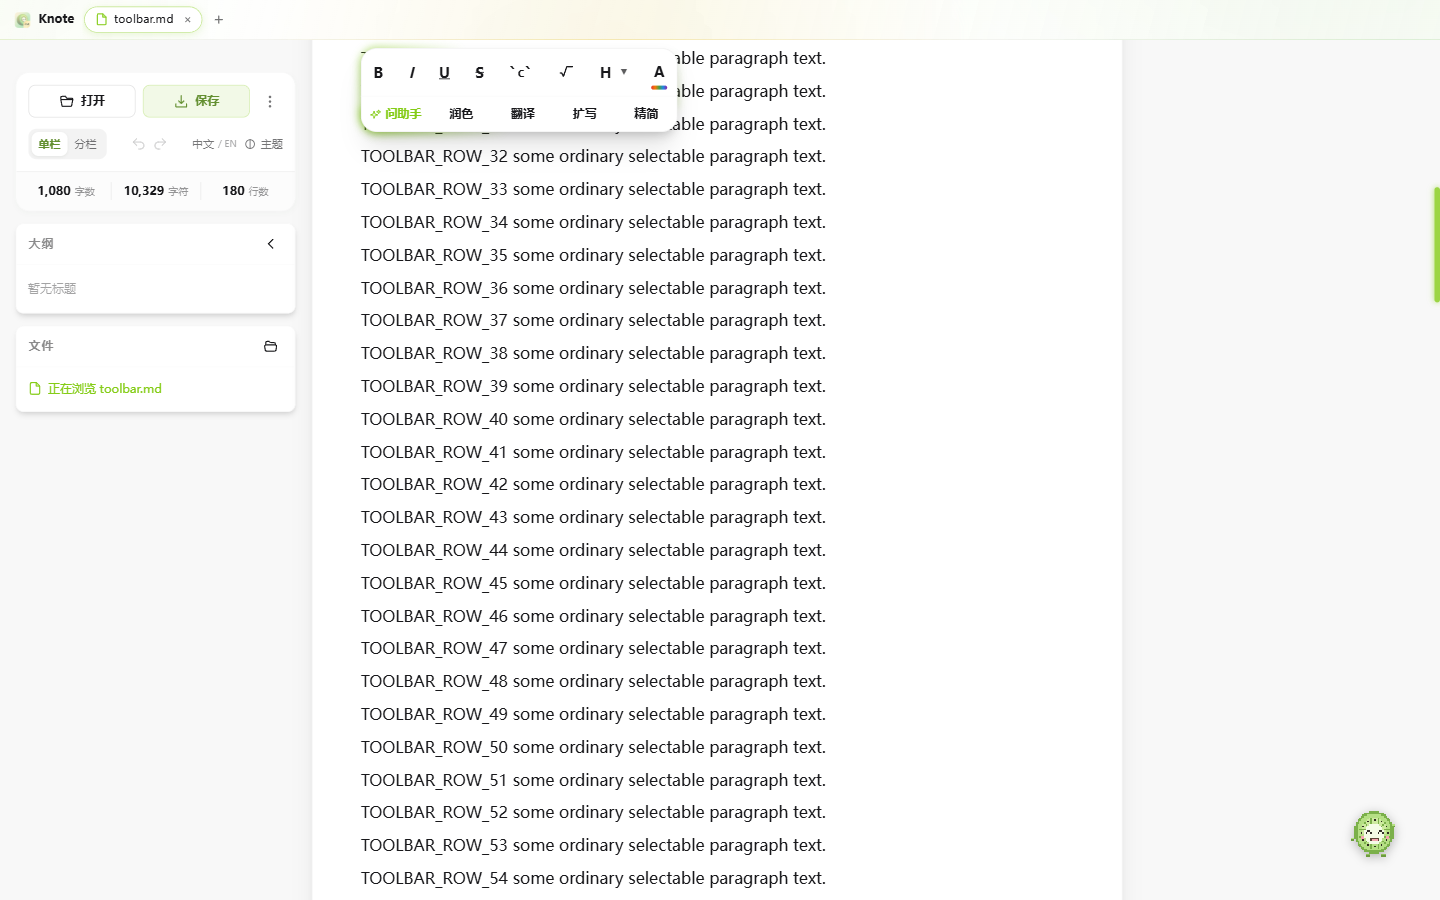 Knote
toolbar.md × +
打开
保存
单栏 分栏
中文 / EN
主题
1,080 字数
10,329 字符
180 行数
大纲
暂无标题
文件
正在浏览 toolbar.md
B I U S `c` √ H ▼ A
问助手 润色 翻译 扩写 精简
able paragraph text.
able paragraph text.
able paragraph text.
TOOLBAR_ROW_32 some ordinary selectable paragraph text.
TOOLBAR_ROW_33 some ordinary selectable paragraph text.
TOOLBAR_ROW_34 some ordinary selectable paragraph text.
TOOLBAR_ROW_35 some ordinary selectable paragraph text.
TOOLBAR_ROW_36 some ordinary selectable paragraph text.
TOOLBAR_ROW_37 some ordinary selectable paragraph text.
TOOLBAR_ROW_38 some ordinary selectable paragraph text.
TOOLBAR_ROW_39 some ordinary selectable paragraph text.
TOOLBAR_ROW_40 some ordinary selectable paragraph text.
TOOLBAR_ROW_41 some ordinary selectable paragraph text.
TOOLBAR_ROW_42 some ordinary selectable paragraph text.
TOOLBAR_ROW_43 some ordinary selectable paragraph text.
TOOLBAR_ROW_44 some ordinary selectable paragraph text.
TOOLBAR_ROW_45 some ordinary selectable paragraph text.
TOOLBAR_ROW_46 some ordinary selectable paragraph text.
TOOLBAR_ROW_47 some ordinary selectable paragraph text.
TOOLBAR_ROW_48 some ordinary selectable paragraph text.
TOOLBAR_ROW_49 some ordinary selectable paragraph text.
TOOLBAR_ROW_50 some ordinary selectable paragraph text.
TOOLBAR_ROW_51 some ordinary selectable paragraph text.
TOOLBAR_ROW_52 some ordinary selectable paragraph text.
TOOLBAR_ROW_53 some ordinary selectable paragraph text.
TOOLBAR_ROW_54 some ordinary selectable paragraph text.